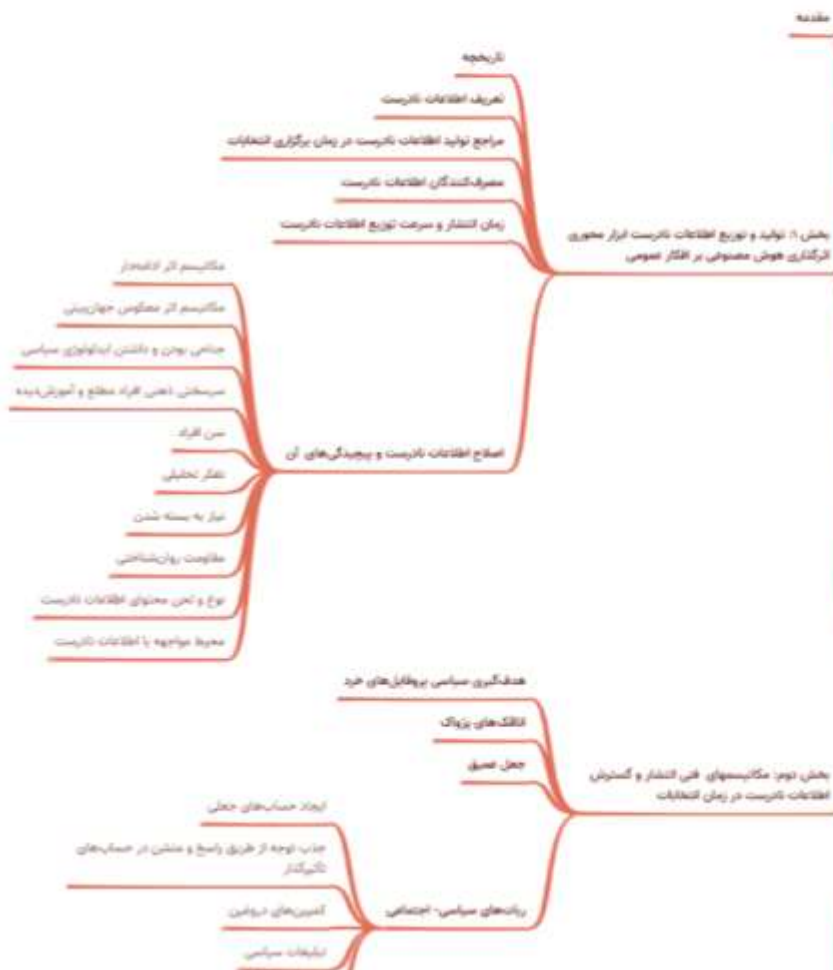 مقدمه
بخش ۱: تولید و توزیع اطلاعات نادرست ابزار محوری
اثرگذاری هوش مصنوعی بر افکار عمومی
تاریخچه
تعریف اطلاعات نادرست
مراجع تولید اطلاعات نادرست در زمان برگزاری انتخابات
مصرف‌کنندگان اطلاعات نادرست
زمان انتشار و سرعت توزیع اطلاعات نادرست
اصلاح اطلاعات نادرست و پیچیدگی‌های آن
مکانیسم اثر ادامه‌دار
مکانیسم اثر معکوس جهان‌بینی
جناحی بودن و داشتن ایدئولوژی سیاسی
سرسختی ذهنی افراد مطلع و آموزش‌دیده
سن افراد
تفکر تحلیلی
نیاز به بسته شدن
مقاومت روان‌شناختی
نوع و لحن محتوای اطلاعات نادرست
محیط مواجهه با اطلاعات نادرست
بخش دوم: مکانیسمهای فنی انتشار و گسترش
اطلاعات نادرست در زمان انتخابات
هدف‌گیری سیاسی پروفایل‌های خرد
اتاقک‌های پژواک
جعل عمیق
ربات‌های سیاسی- اجتماعی
ایجاد حساب‌های جعلی
جذب توجه از طریق پاسخ و منشن در حساب‌های
تأثیرگذار
کمپین‌های دروغین
تبلیغات سیاسی